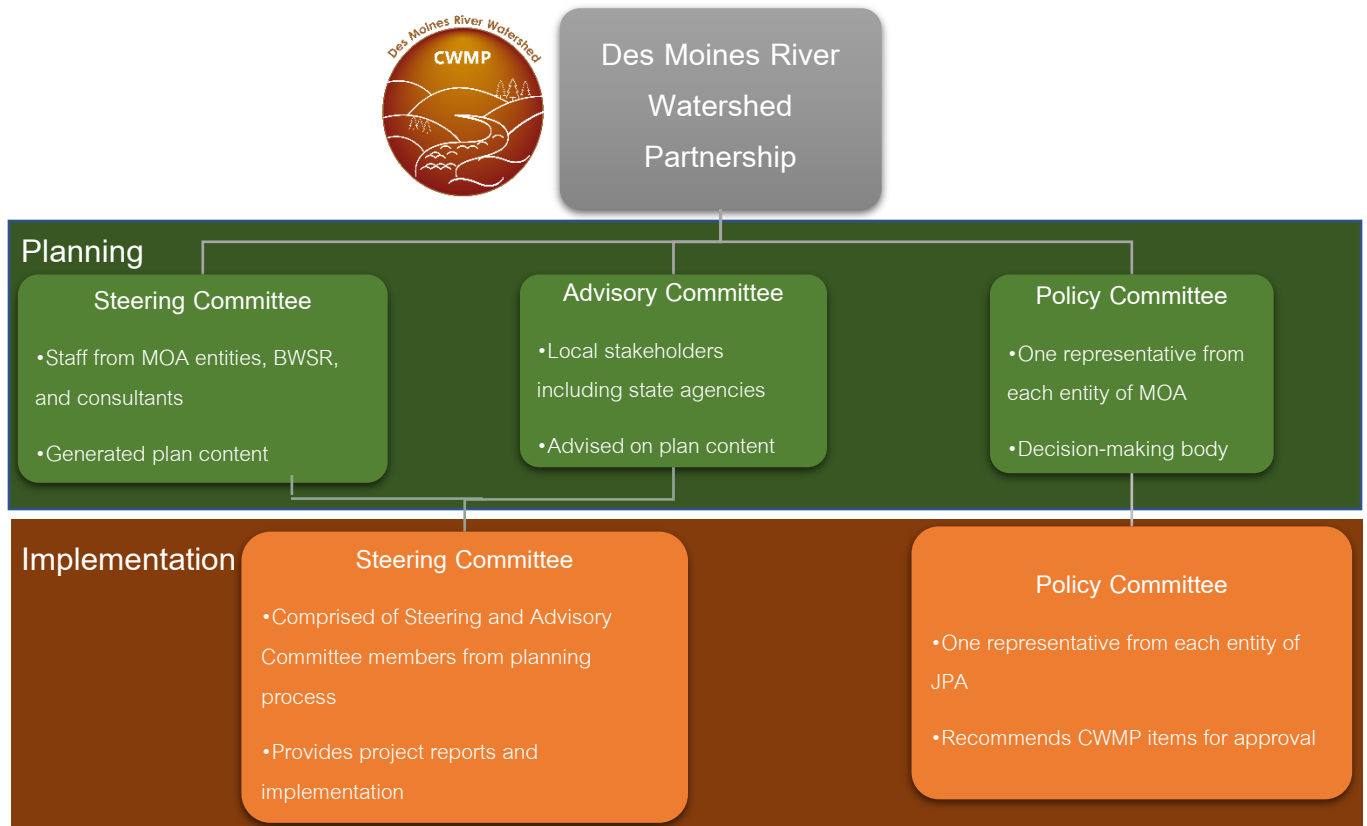 Des Moines River Watershed
CWMP
Des Moines River
Watershed
Partnership
Planning
Steering Committee
•Staff from MOA entities, BWSR,
and consultants
•Generated plan content
Advisory Committee
•Local stakeholders
including state agencies
•Advised on plan content
Policy Committee
•One representative from
each entity of MOA
•Decision-making body
Implementation
Steering Committee
•Comprised of Steering and Advisory
Committee members from planning
process
•Provides project reports and
implementation
Policy Committee
•One representative from each entity of
JPA
•Recommends CWMP items for approval